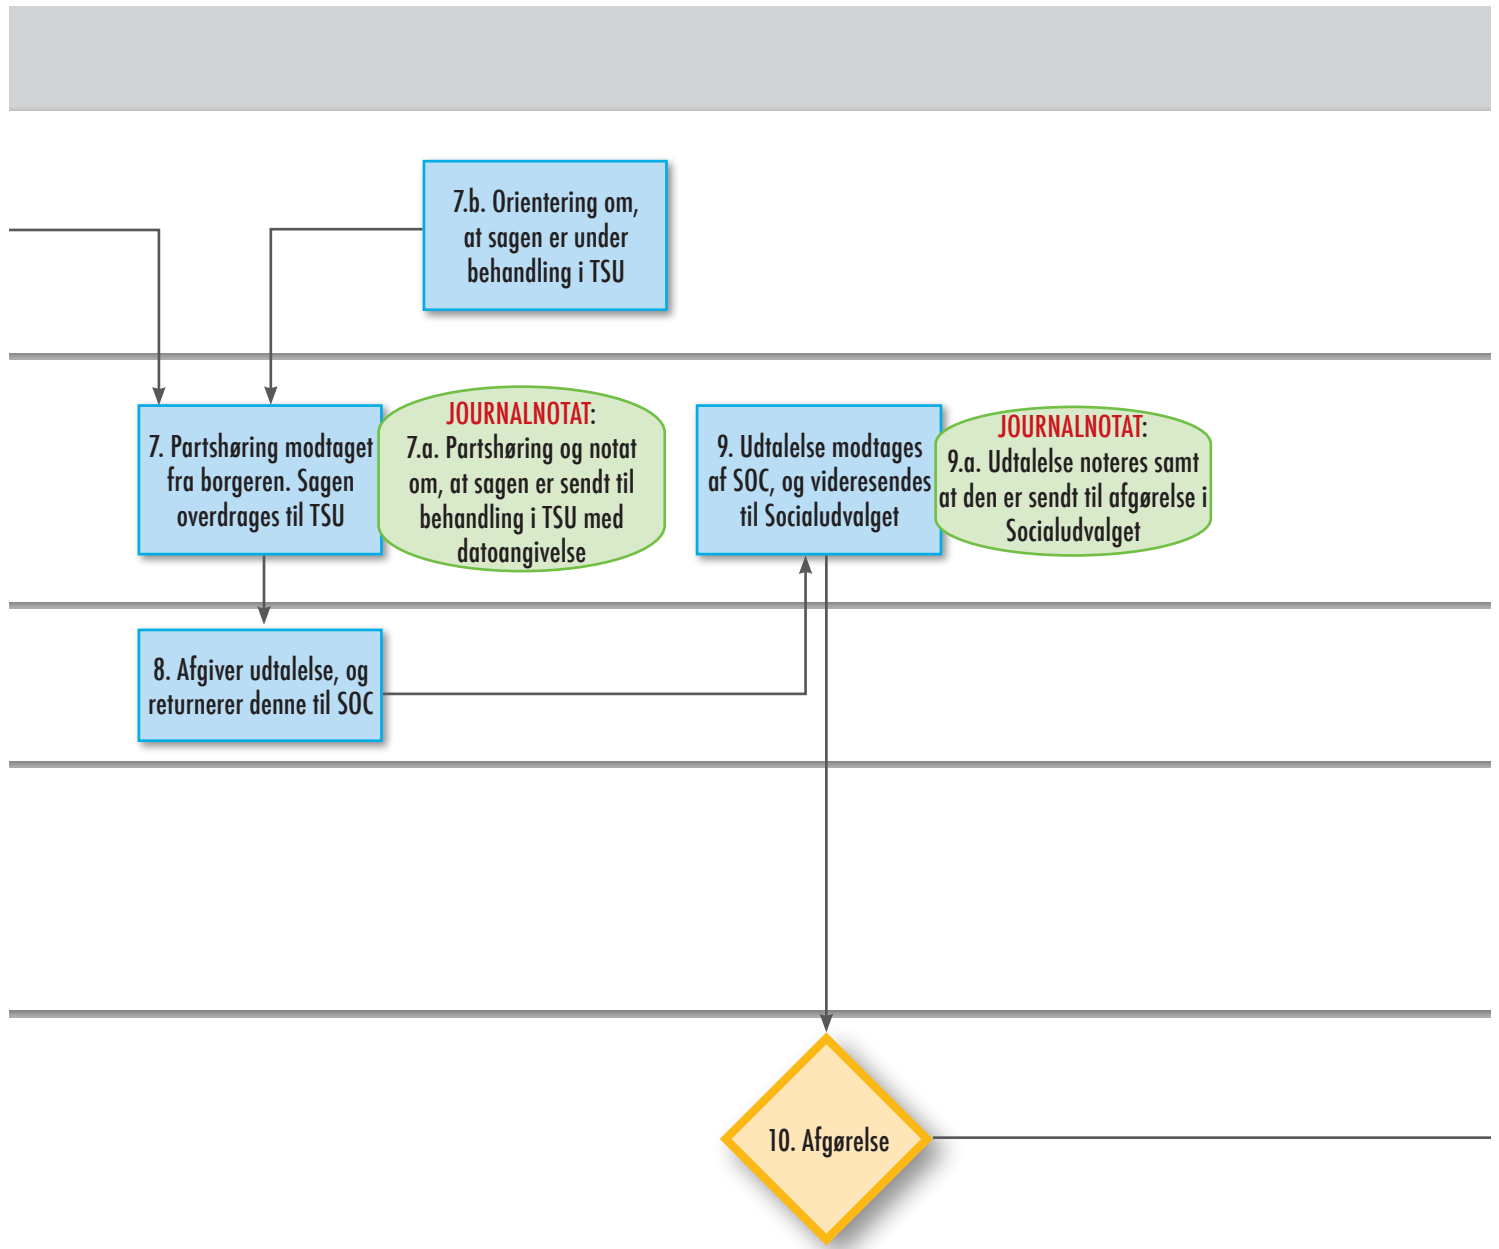 7.b. Orientering om,
at sagen er under
behandling i TSU
7. Partshøring modtaget
fra borgeren. Sagen
overdrages til TSU
JOURNALNOTAT:
7.a. Partshøring og notat
om, at sagen er sendt til
behandling i TSU med
datoangivelse
9. Udtalelse modtages
af SOC, og videresendes
til Socialudvalget
JOURNALNOTAT:
9.a. Udtalelse noteres samt
at den er sendt til afgørelse i
Socialudvalget
8. Afgiver udtalelse, og
returnerer denne til SOC
10. Afgørelse